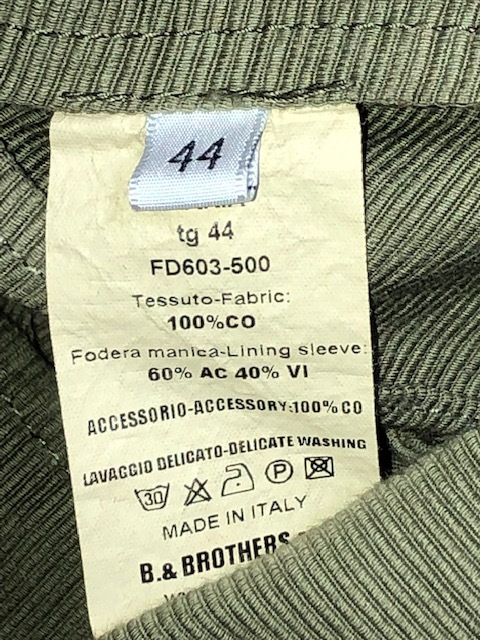 44
tg 44
FD603-500
Tessuto-Fabric:
100%CO
Fodera manica-Lining sleeve:
60% AC 40% VI
ACCESSORIO-ACCESSORY:100%CO
LAVAGGIO DELICATO-DELICATE WASHING
30 P
MADE IN ITALY
B.& BROTHERS